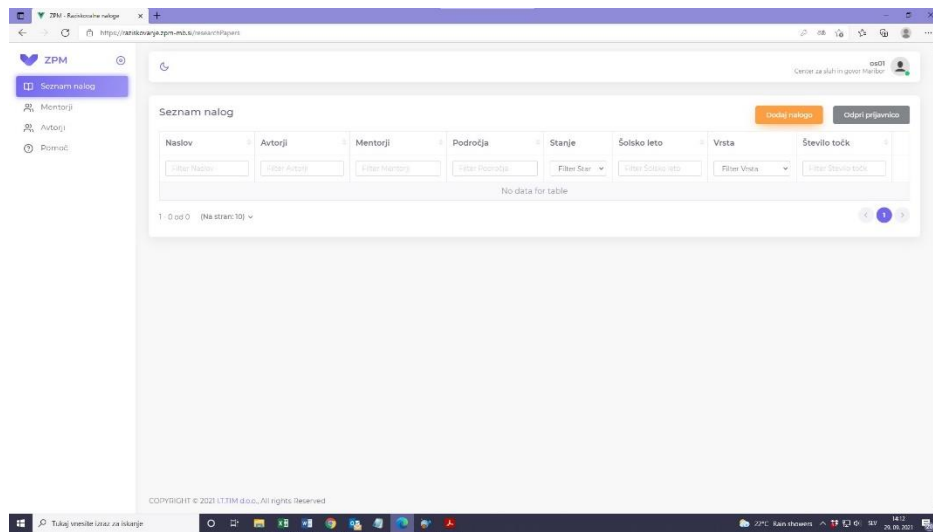 ZPM - Raziskovalne naloge
https://raziskovanje.zpm-mb.si/researchPapers
ZPM
os01
Center za sluh in govor Maribor
Seznam nalog
Mentorji
Avtorji
Pomoč
Seznam nalog
Dodaj nalogo
Odpri prijavnico
Naslov Avtorji Mentorji Področja Stanje Šolsko leto Vrsta Število točk
Filter Naslov Filter Avtorji Filter Mentorji Filter Področja Filter Star Filter Šolsko leto Filter Vrsta Filter Število točk
No data for table
1 - 0 od 0 (Na stran: 10)
1
COPYRIGHT © 2021 I.T.TIM d.o.o., All rights Reserved
Tukaj vnesite izraz za iskanje
22°C Rain showers
SLV
14:12
29. 09. 2021